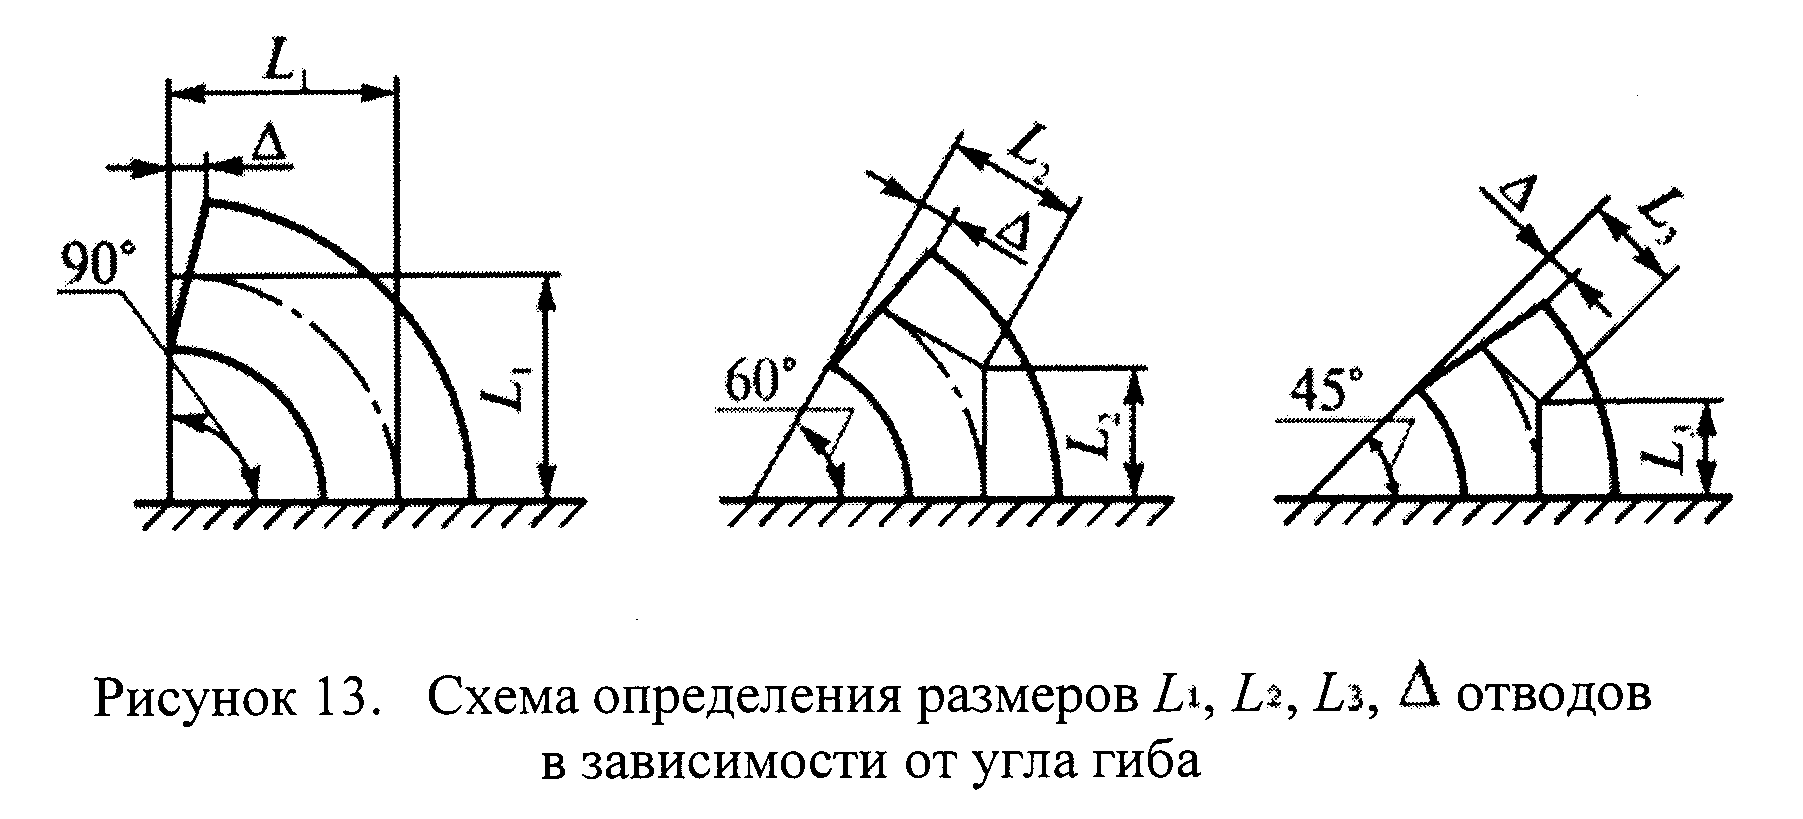 L₁
Δ
90°
L₁
L₂
Δ
60°
L₂
Δ
L₃
45°
L₃
Рисунок 13. Схема определения размеров L₁, L₂, L₃, Δ отводов
в зависимости от угла гиба